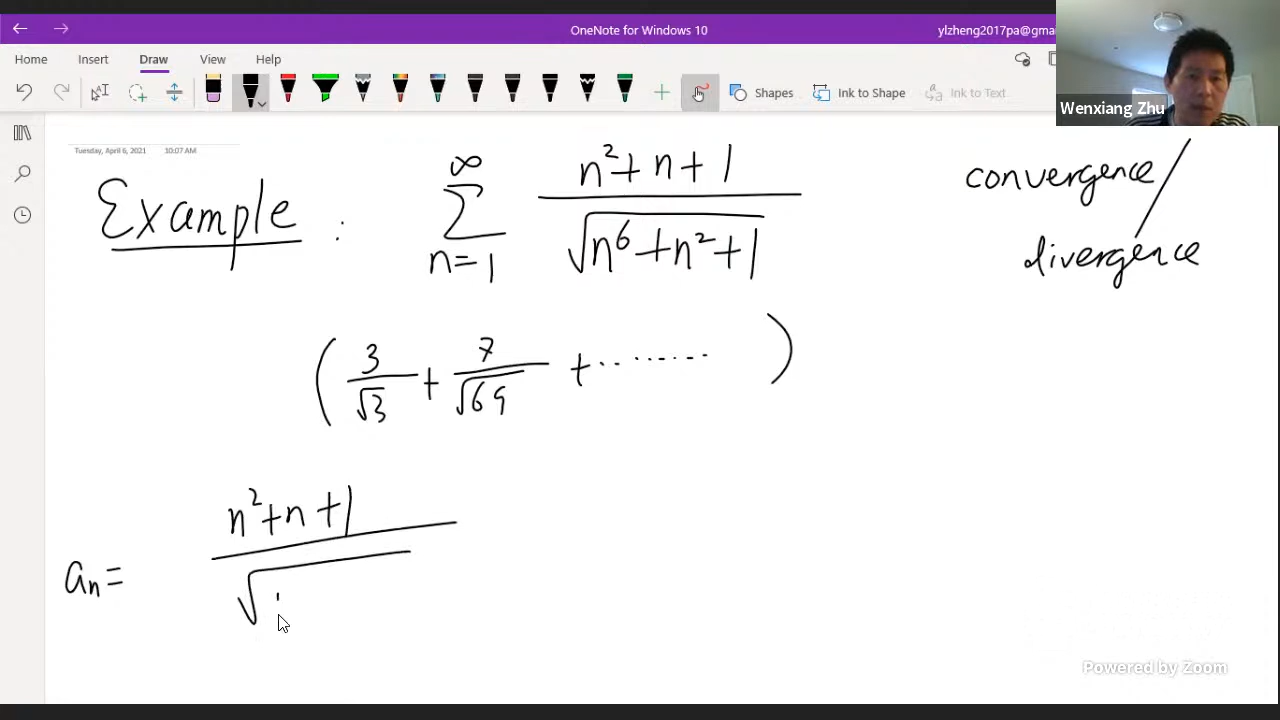 OneNote for Windows 10
ylzheng2017pa@gma
Home Insert Draw View Help
Shapes Ink to Shape Ink to Text
Wenxiang Zhu
Tuesday, April 6, 2021 10:07 AM
Example : ∑_{n=1}^{∞} (n²+n+1)/√(n⁶+n²+1) convergence/
divergence
(3/√3 + 7/√69 + ·········)
aₙ= (n²+n+1)/√
Powered by Zoom